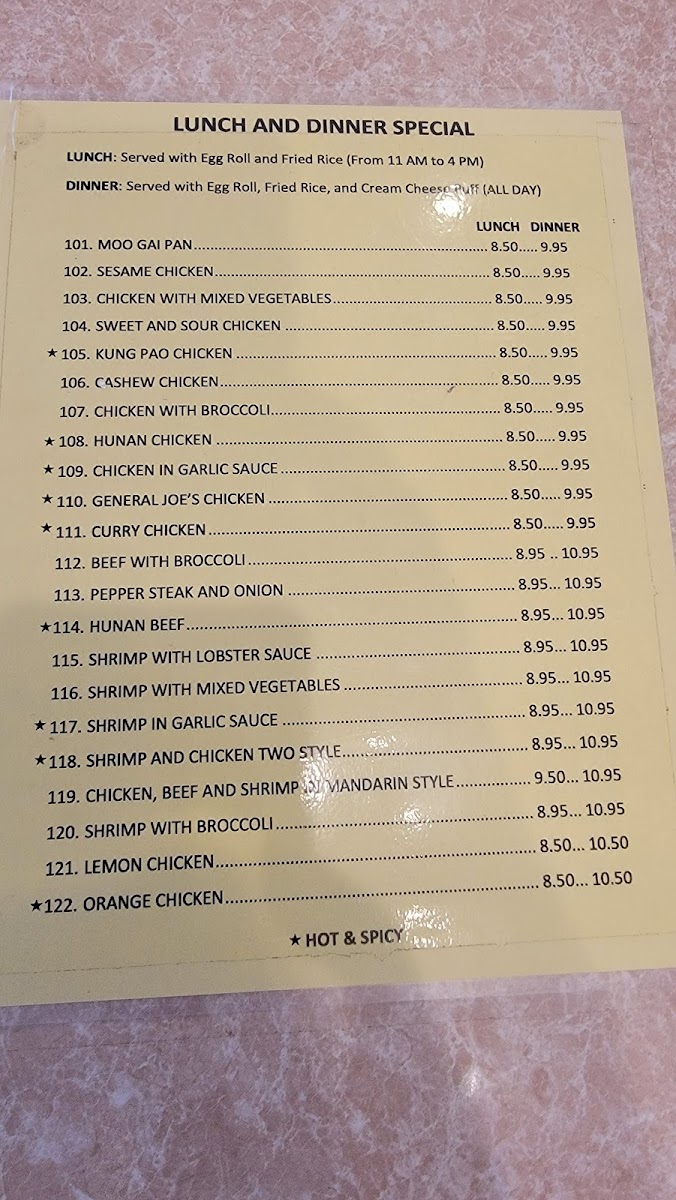 LUNCH AND DINNER SPECIAL
LUNCH: Served with Egg Roll and Fried Rice (From 11 AM to 4 PM)
DINNER: Served with Egg Roll, Fried Rice, and Cream Cheese Puff (ALL DAY)
LUNCH DINNER
101. MOO GAI PAN 8.50..... 9.95
102. SESAME CHICKEN 8.50..... 9.95
103. CHICKEN WITH MIXED VEGETABLES 8.50..... 9.95
104. SWEET AND SOUR CHICKEN 8.50..... 9.95
★ 105. KUNG PAO CHICKEN 8.50..... 9.95
106. CASHEW CHICKEN 8.50..... 9.95
107. CHICKEN WITH BROCCOLI 8.50..... 9.95
★ 108. HUNAN CHICKEN 8.50..... 9.95
★ 109. CHICKEN IN GARLIC SAUCE 8.50..... 9.95
★ 110. GENERAL JOE'S CHICKEN 8.50..... 9.95
★ 111. CURRY CHICKEN 8.50..... 9.95
112. BEEF WITH BROCCOLI 8.95 .. 10.95
113. PEPPER STEAK AND ONION 8.95... 10.95
★114. HUNAN BEEF 8.95... 10.95
115. SHRIMP WITH LOBSTER SAUCE 8.95... 10.95
116. SHRIMP WITH MIXED VEGETABLES 8.95... 10.95
★ 117. SHRIMP IN GARLIC SAUCE 8.95... 10.95
★118. SHRIMP AND CHICKEN TWO STYLE 8.95... 10.95
119. CHICKEN, BEEF AND SHRIMP IN MANDARIN STYLE 9.50... 10.95
120. SHRIMP WITH BROCCOLI 8.95... 10.95
121. LEMON CHICKEN 8.50... 10.50
★122. ORANGE CHICKEN 8.50... 10.50
★ HOT & SPICY